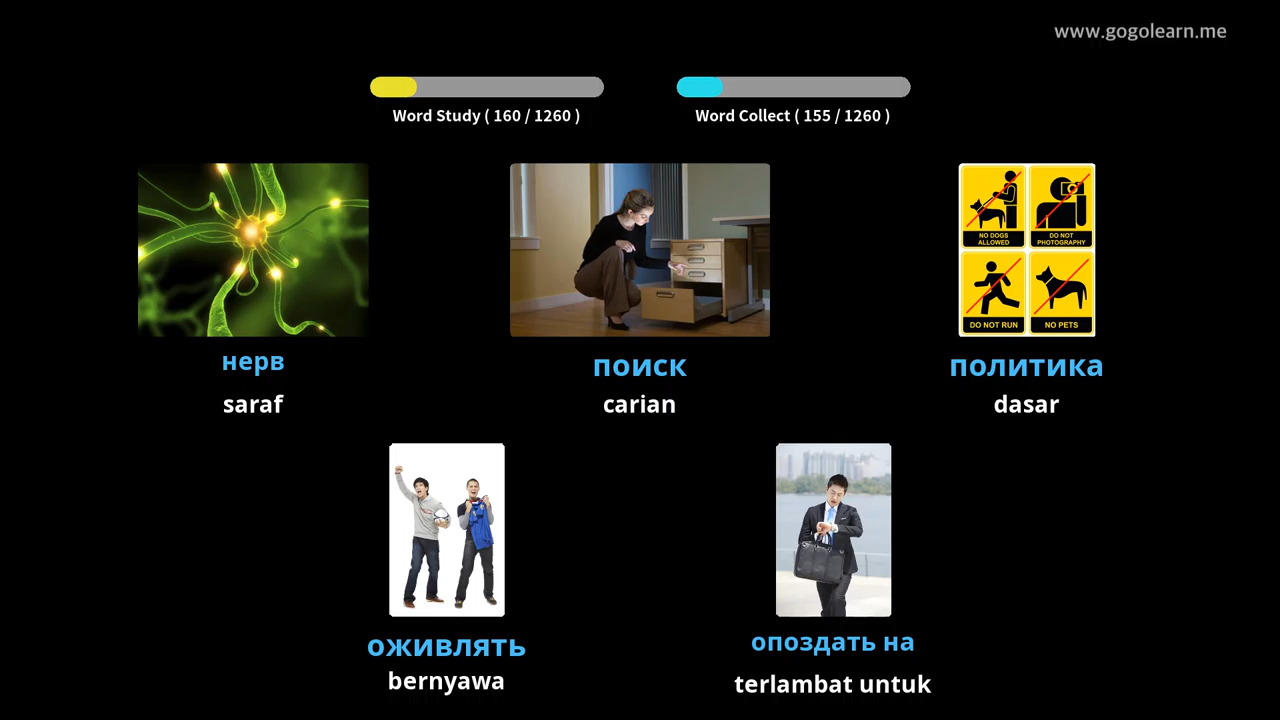 www.gogolearn.me
Word Study ( 160 / 1260 )
Word Collect ( 155 / 1260 )
NO DOGS
ALLOWED
DO NOT
PHOTOGRAPHY
DO NOT RUN
NO PETS
нерв
поиск
политика
saraf
carian
dasar
оживлять
опоздать на
bernyawa
terlambat untuk